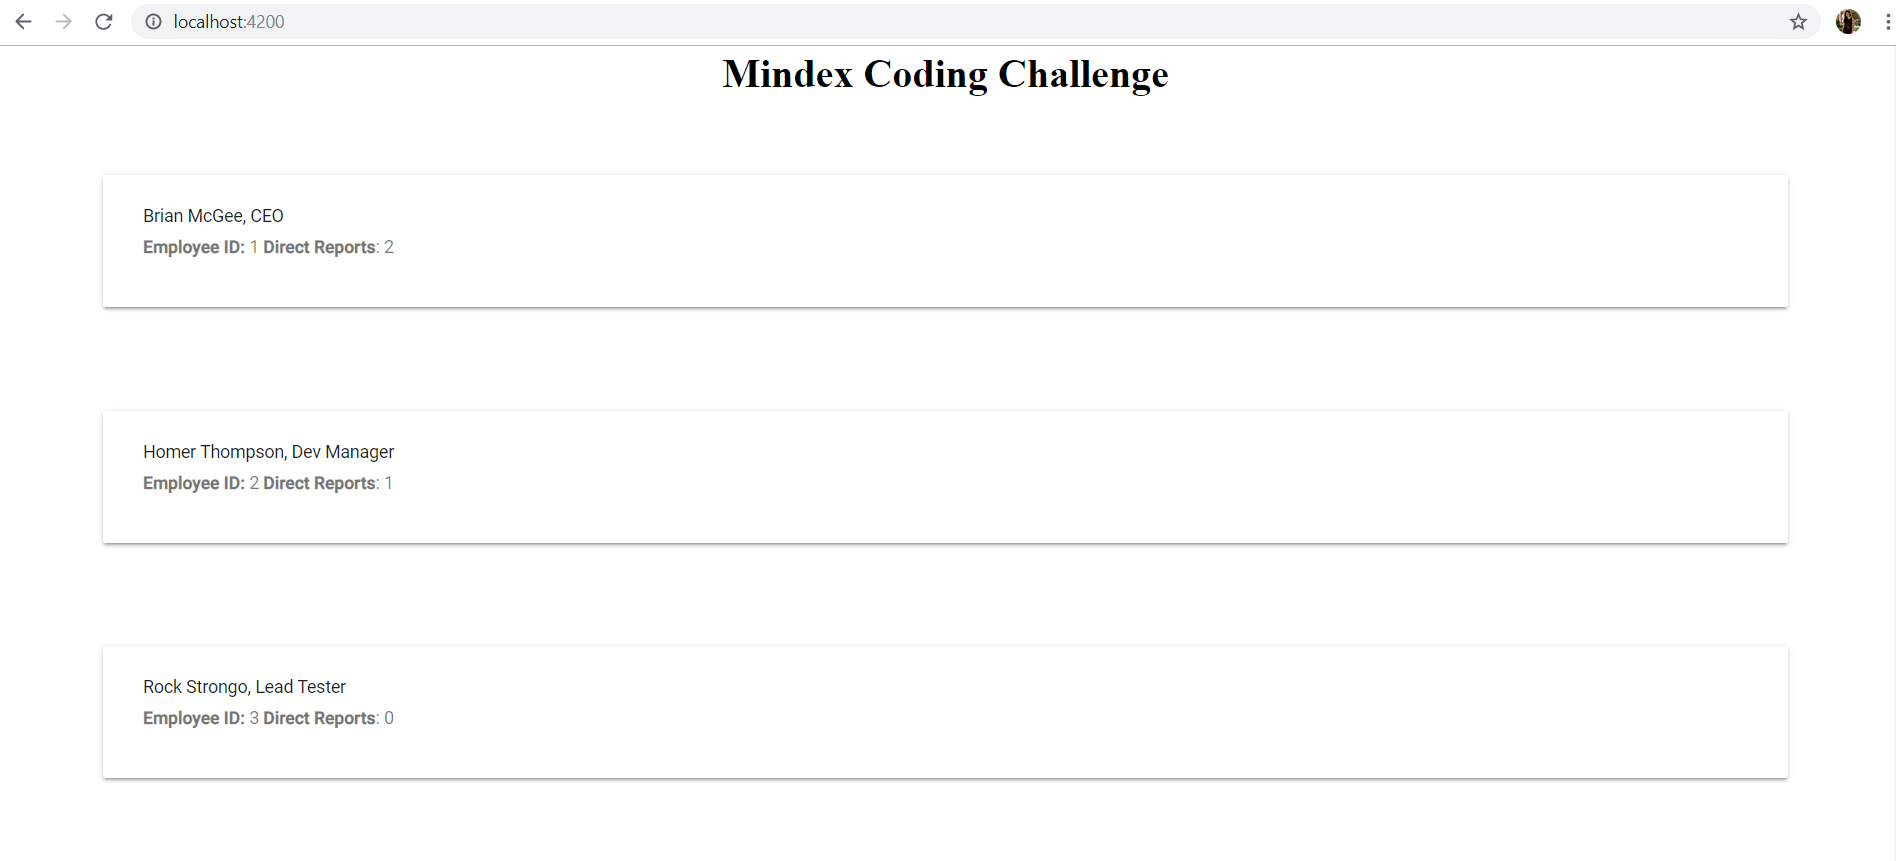 localhost:4200
Mindex Coding Challenge
Brian McGee, CEO
Employee ID: 1 Direct Reports: 2
Homer Thompson, Dev Manager
Employee ID: 2 Direct Reports: 1
Rock Strongo, Lead Tester
Employee ID: 3 Direct Reports: 0